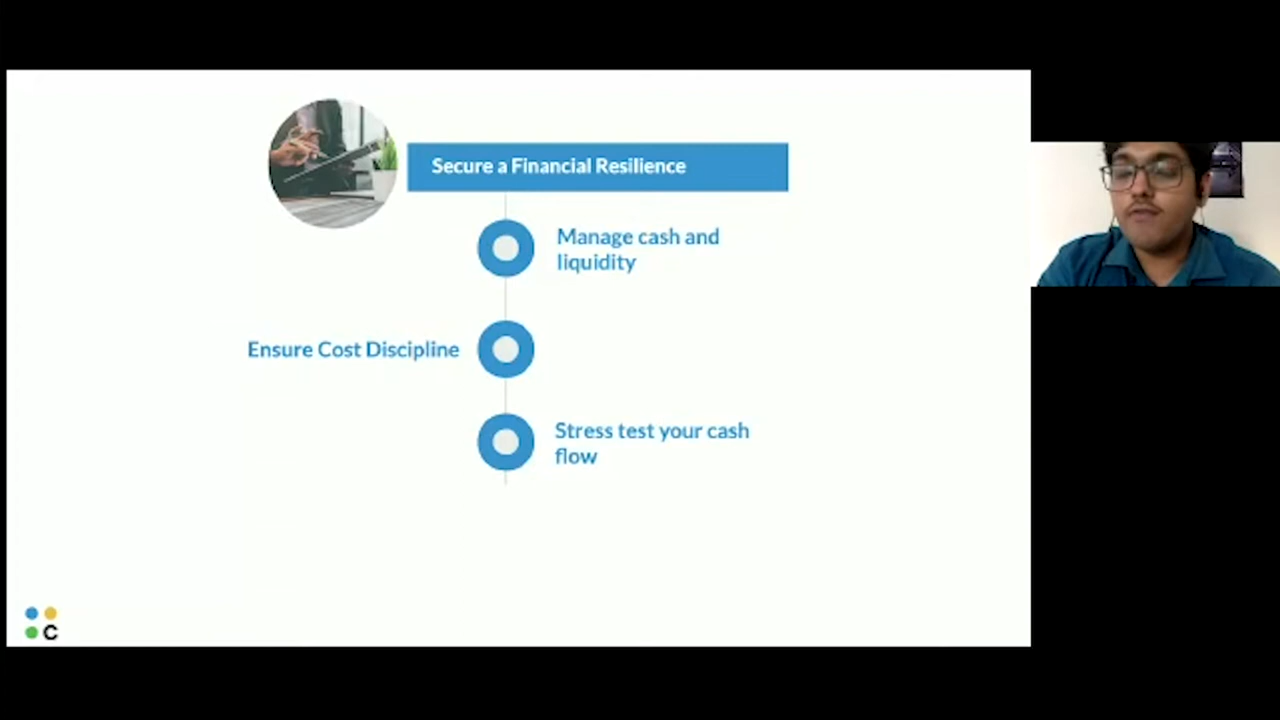 Secure a Financial Resilience
Manage cash and
liquidity
Ensure Cost Discipline
Stress test your cash
flow
C